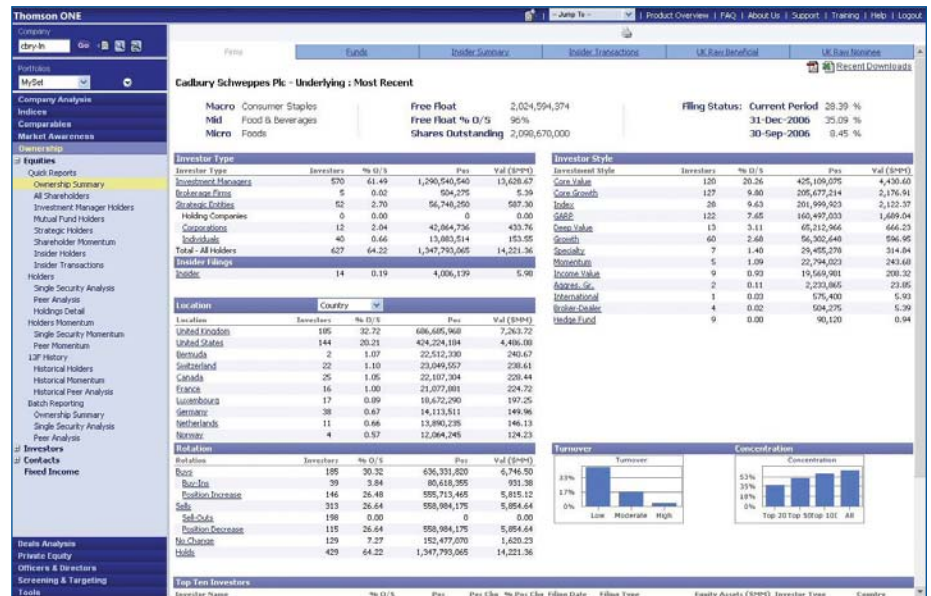 Thomson ONE
- Jump To - | Product Overview | FAQ | About Us | Support | Training | Help | Logout
Company
cbry-ln Go
Portfolios
MySet
Company Analysis
Indices
Comparables
Market Awareness
Ownership
Equities
Quick Reports
Ownership Summary
All Shareholders
Investment Manager Holders
Mutual Fund Holders
Strategic Holders
Shareholder Momentum
Insider Holders
Insider Transactions
Holders
Single Security Analysis
Peer Analysis
Holdings Detail
Holders Momentum
Single Security Momentum
Peer Momentum
13F History
Historical Holders
Historical Momentum
Historical Peer Analysis
Batch Reporting
Ownership Summary
Single Security Analysis
Peer Analysis
Investors
Contacts
Fixed Income
Deals Analysis
Private Equity
Officers & Directors
Screening & Targeting
Tools
Firms Funds Insider Summary Insider Transactions UK Raw Beneficial UK Raw Nominee
Recent Downloads
Cadbury Schweppes Plc - Underlying : Most Recent
Macro Consumer Staples Free Float 2,024,594,374 Filing Status: Current Period 28.39 %
Mid Food & Beverages Free Float % O/S 96% 31-Dec-2006 35.09 %
Micro Foods Shares Outstanding 2,098,670,000 30-Sep-2006 8.45 %
Investor Type
Investor Type Investors % O/S Pos Val ($MM)
Investment Managers 570 61.49 1,290,540,540 13,628.67
Brokerage Firms 5 0.02 504,275 5.39
Strategic Entities 52 2.70 56,748,250 587.30
Holding Companies 0 0.00 0 0.00
Corporations 12 2.04 42,864,736 433.76
Individuals 40 0.66 13,883,514 153.55
Total - All Holders 627 64.22 1,347,793,065 14,221.36
Insider Filings
Insider 14 0.19 4,006,139 5.98
Location Country
Location Investors % O/S Pos Val ($MM)
United Kingdom 185 32.72 686,685,968 7,263.72
United States 144 20.21 424,224,184 4,486.08
Bermuda 2 1.07 22,512,330 240.67
Switzerland 22 1.10 23,049,557 238.61
Canada 25 1.05 22,107,304 228.44
France 16 1.00 21,077,881 224.72
Luxembourg 17 0.89 18,672,290 197.25
Germany 38 0.67 14,113,511 149.96
Netherlands 11 0.66 13,890,235 146.13
Norway 4 0.57 12,064,245 124.23
Rotation
Rotation Investors % O/S Pos Val ($MM)
Buys 185 30.32 636,331,820 6,746.50
Buy-Ins 39 3.84 80,618,355 931.38
Position Increase 146 26.48 555,713,465 5,815.12
Sells 313 26.64 558,984,175 5,854.64
Sell-Outs 198 0.00 0 0.00
Position Decrease 115 26.64 558,984,175 5,854.64
No Change 129 7.27 152,477,070 1,620.23
Holds 429 64.22 1,347,793,065 14,221.36
Investor Style
Investment Style Investors % O/S Pos Val ($MM)
Core Value 120 20.26 425,109,075 4,430.60
Core Growth 127 9.80 205,677,214 2,176.91
Index 28 9.63 201,999,923 2,122.37
GARP 122 7.65 160,497,033 1,689.04
Deep Value 13 3.11 65,212,966 666.23
Growth 60 2.68 56,302,648 596.95
Specialty 7 1.40 29,455,278 314.84
Momentum 5 1.09 22,794,023 243.68
Income Value 9 0.93 19,569,901 208.32
Aggres. Gr. 2 0.11 2,233,865 23.85
International 1 0.03 575,400 5.93
Broker-Dealer 4 0.02 504,275 5.39
Hedge Fund 9 0.00 90,120 0.94
Turnover
Turnover
33%
17%
0%
Low Moderate High
Concentration
Concentration
53%
35%
18%
0%
Top 20 Top 50 Top 100 All
Top Ten Investors
Investor Name % O/S Pos Pos Chg % Pos Chg Filing Date Filing Type Equity Assets ($MM) Investor Type Country